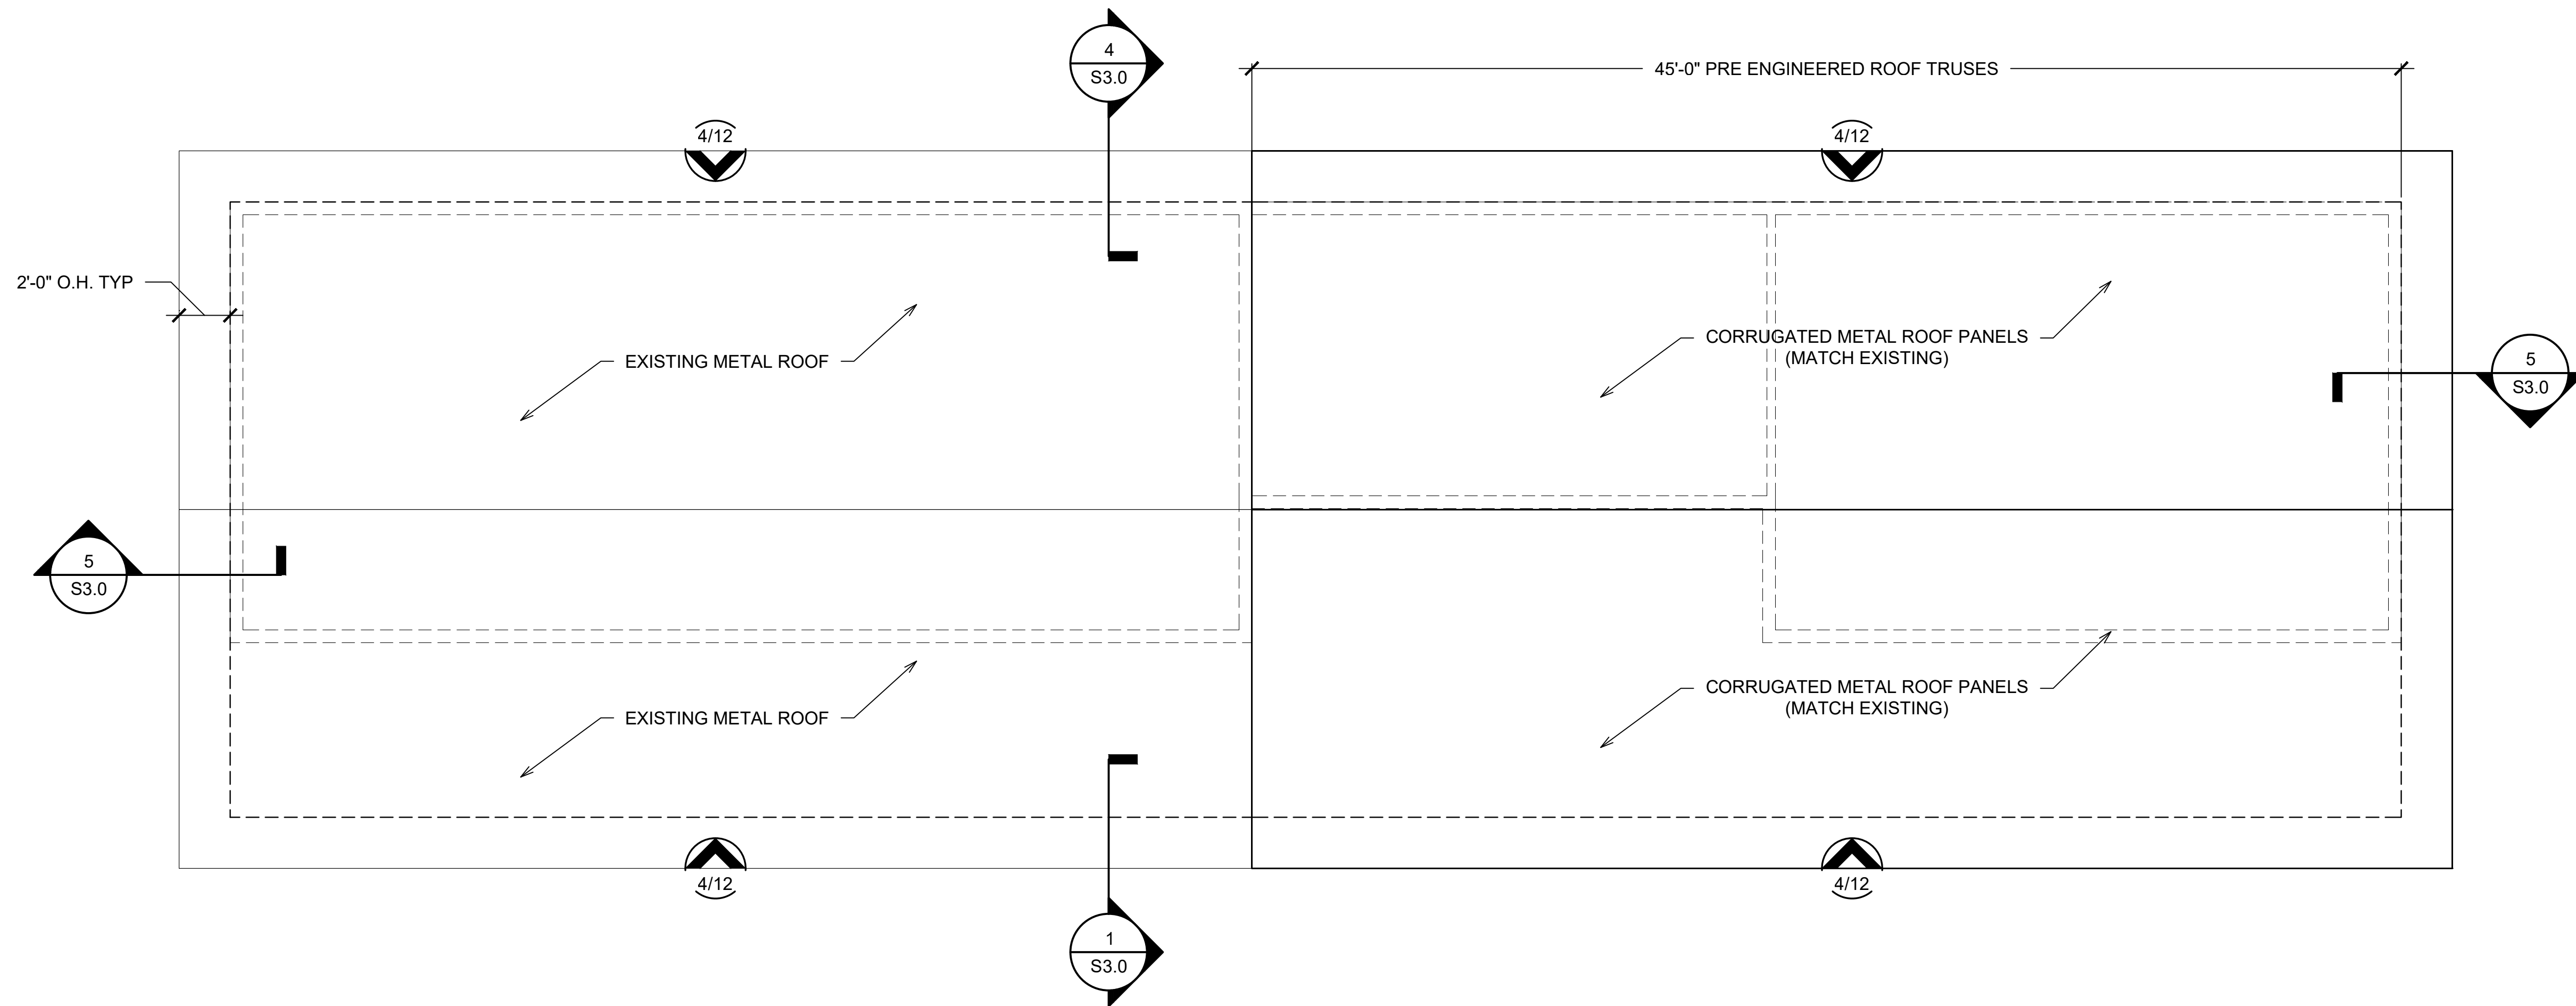 4
S3.0
45'-0" PRE ENGINEERED ROOF TRUSES
4/12
4/12
2'-0" O.H. TYP
EXISTING METAL ROOF
CORRUGATED METAL ROOF PANELS
(MATCH EXISTING)
5
S3.0
5
S3.0
EXISTING METAL ROOF
CORRUGATED METAL ROOF PANELS
(MATCH EXISTING)
4/12
4/12
1
S3.0